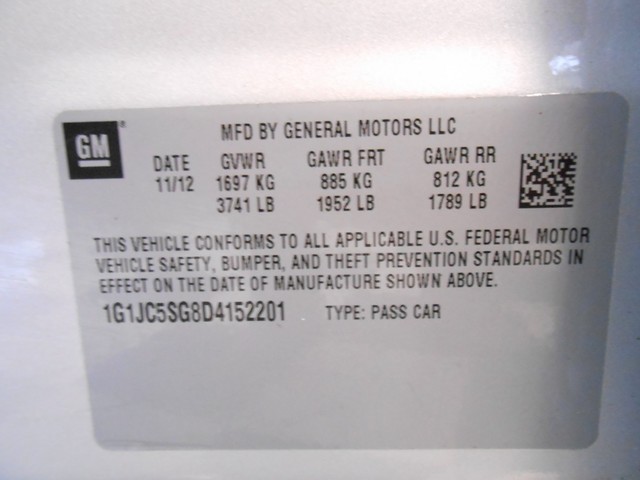 GM
MFD BY GENERAL MOTORS LLC
DATE GVWR GAWR FRT GAWR RR
11/12 1697 KG 885 KG 812 KG
3741 LB 1952 LB 1789 LB
THIS VEHICLE CONFORMS TO ALL APPLICABLE U.S. FEDERAL MOTOR
VEHICLE SAFETY, BUMPER, AND THEFT PREVENTION STANDARDS IN
EFFECT ON THE DATE OF MANUFACTURE SHOWN ABOVE.
1G1JC5SG8D4152201 TYPE: PASS CAR